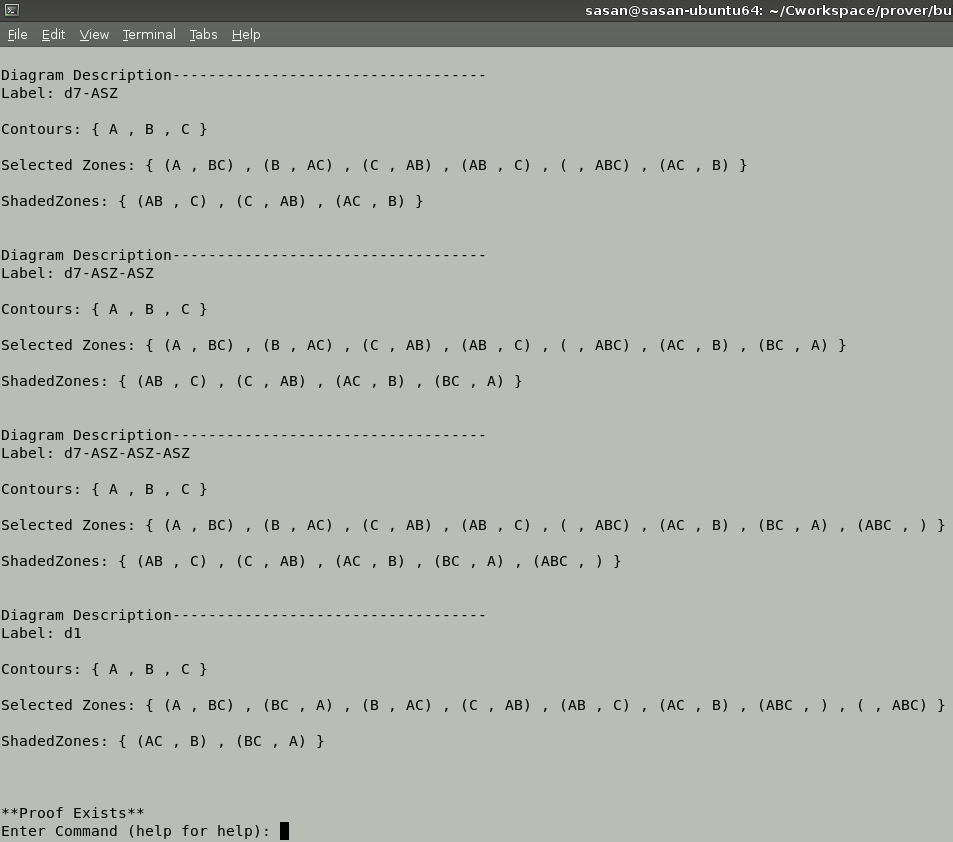 sasan@sasan-ubuntu64: ~/Cworkspace/prover/bu
File Edit View Terminal Tabs Help
Diagram Description-----------------------------------
Label: d7-ASZ
Contours: { A , B , C }
Selected Zones: { (A , BC) , (B , AC) , (C , AB) , (AB , C) , ( , ABC) , (AC , B) }
ShadedZones: { (AB , C) , (C , AB) , (AC , B) }
Diagram Description-----------------------------------
Label: d7-ASZ-ASZ
Contours: { A , B , C }
Selected Zones: { (A , BC) , (B , AC) , (C , AB) , (AB , C) , ( , ABC) , (AC , B) , (BC , A) }
ShadedZones: { (AB , C) , (C , AB) , (AC , B) , (BC , A) }
Diagram Description-----------------------------------
Label: d7-ASZ-ASZ-ASZ
Contours: { A , B , C }
Selected Zones: { (A , BC) , (B , AC) , (C , AB) , (AB , C) , ( , ABC) , (AC , B) , (BC , A) , (ABC , ) }
ShadedZones: { (AB , C) , (C , AB) , (AC , B) , (BC , A) , (ABC , ) }
Diagram Description-----------------------------------
Label: d1
Contours: { A , B , C }
Selected Zones: { (A , BC) , (BC , A) , (B , AC) , (C , AB) , (AB , C) , (AC , B) , (ABC , ) , ( , ABC) }
ShadedZones: { (AC , B) , (BC , A) }
**Proof Exists**
Enter Command (help for help):